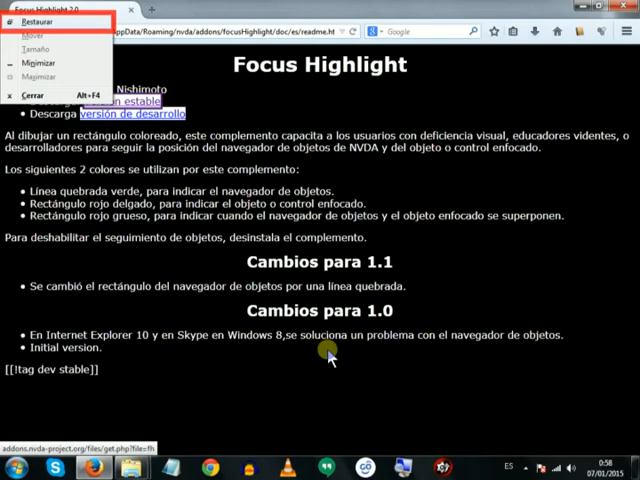 Focus Highlight 2.0
Restaurar
Mover
Tamaño
Minimizar
Maximizar
Cerrar Alt+F4
AppData/Roaming/nvda/addons/focusHighlight/doc/es/readme.ht
Google
Focus Highlight
Nishimoto
Descarga versión estable
Descarga versión de desarrollo
Al dibujar un rectángulo coloreado, este complemento capacita a los usuarios con deficiencia visual, educadores videntes, o
desarrolladores para seguir la posición del navegador de objetos de NVDA y del objeto o control enfocado.
Los siguientes 2 colores se utilizan por este complemento:
Línea quebrada verde, para indicar el navegador de objetos.
Rectángulo rojo delgado, para indicar el objeto o control enfocado.
Rectángulo rojo grueso, para indicar cuando el navegador de objetos y el objeto enfocado se superponen.
Para deshabilitar el seguimiento de objetos, desinstala el complemento.
Cambios para 1.1
Se cambió el rectángulo del navegador de objetos por una línea quebrada.
Cambios para 1.0
En Internet Explorer 10 y en Skype en Windows 8,se soluciona un problema con el navegador de objetos.
Initial version.
[[!tag dev stable]]
addons.nvda-project.org/files/get.php?file=fh
ES
0:58
07/01/2015